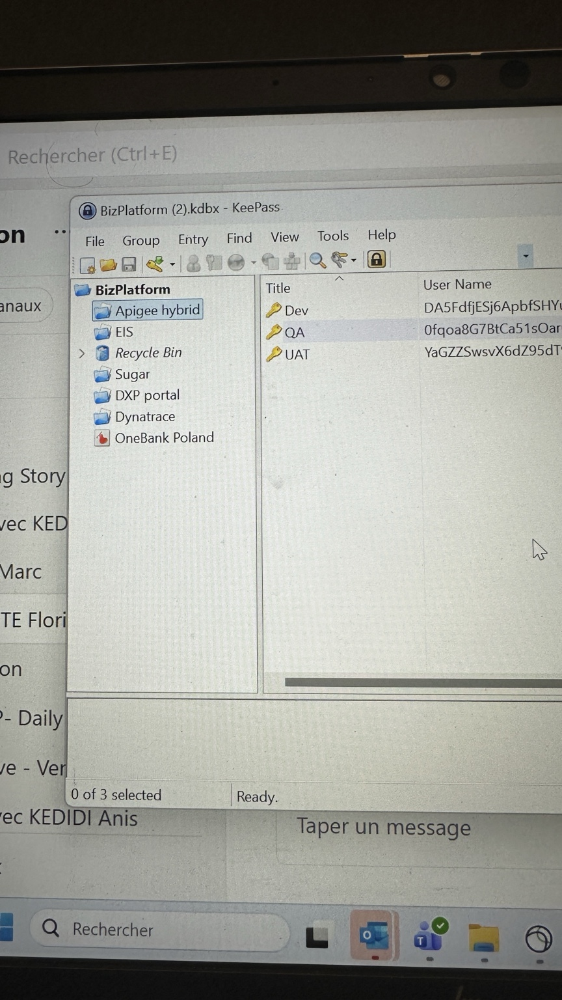 Rechercher (Ctrl+E)
on ..
BizPlatform (2).kdbx - KeePass
File Group Entry Find View Tools Help
anaux
BizPlatform
Apigee hybrid
EIS
Recycle Bin
Sugar
DXP portal
Dynatrace
OneBank Poland
Title User Name
Dev DA5FdfjESj6ApbfSHY
QA 0fqoa8G7BtCa51sOar
UAT YaGZZSwsvX6dZ95dT
g Story
vec KED
Marc
TE Flori
on
- Daily
ve - Ver
0 of 3 selected Ready.
ec KEDIDI Anis
Taper un message
Rechercher